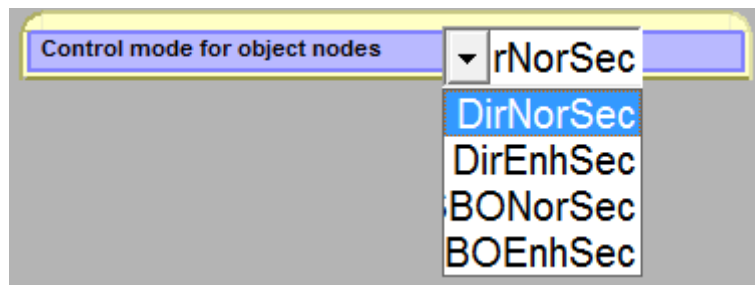 Control mode for object nodes
rNorSec
DirNorSec
DirEnhSec
BONorSec
BOEnhSec